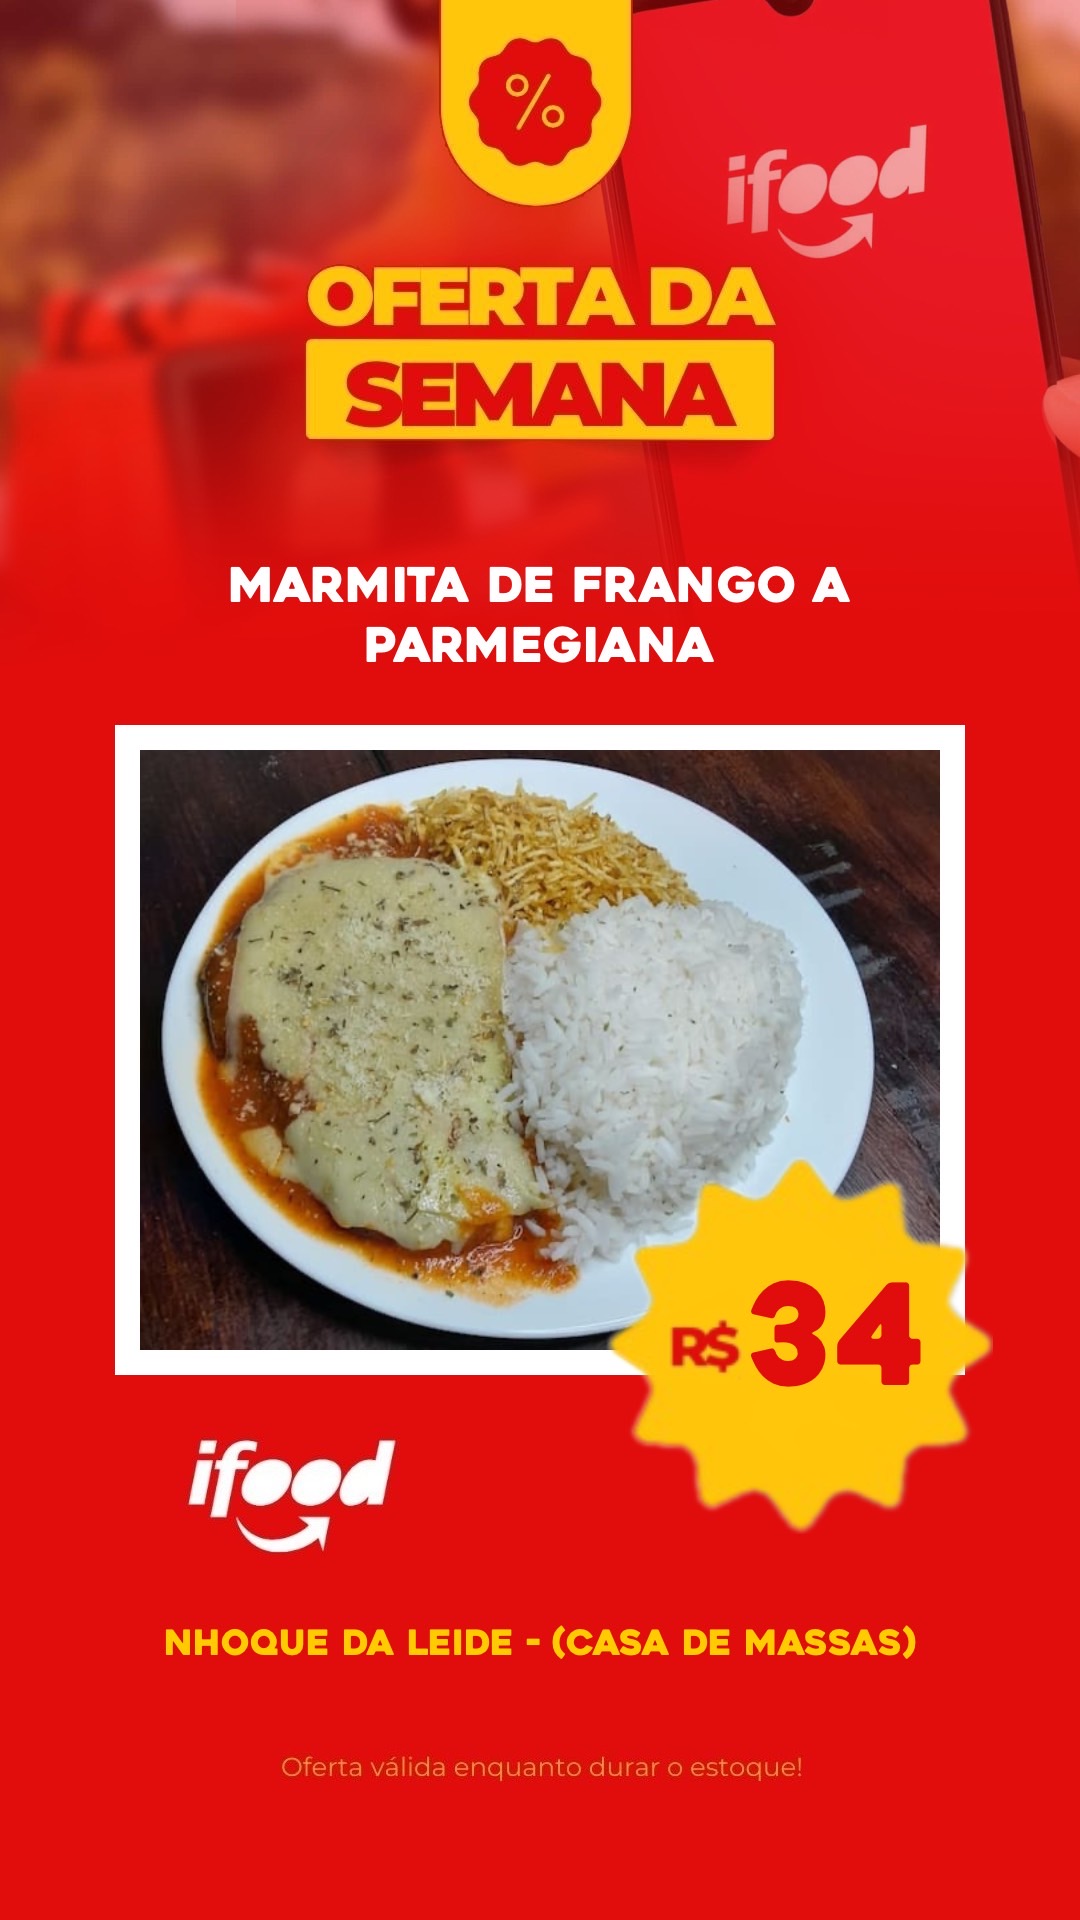 %
ifood
OFERTA DA
SEMANA
MARMITA DE FRANGO A
PARMEGIANA
R$34
ifood
NHOQUE DA LEIDE - (CASA DE MASSAS)
Oferta válida enquanto durar o estoque!